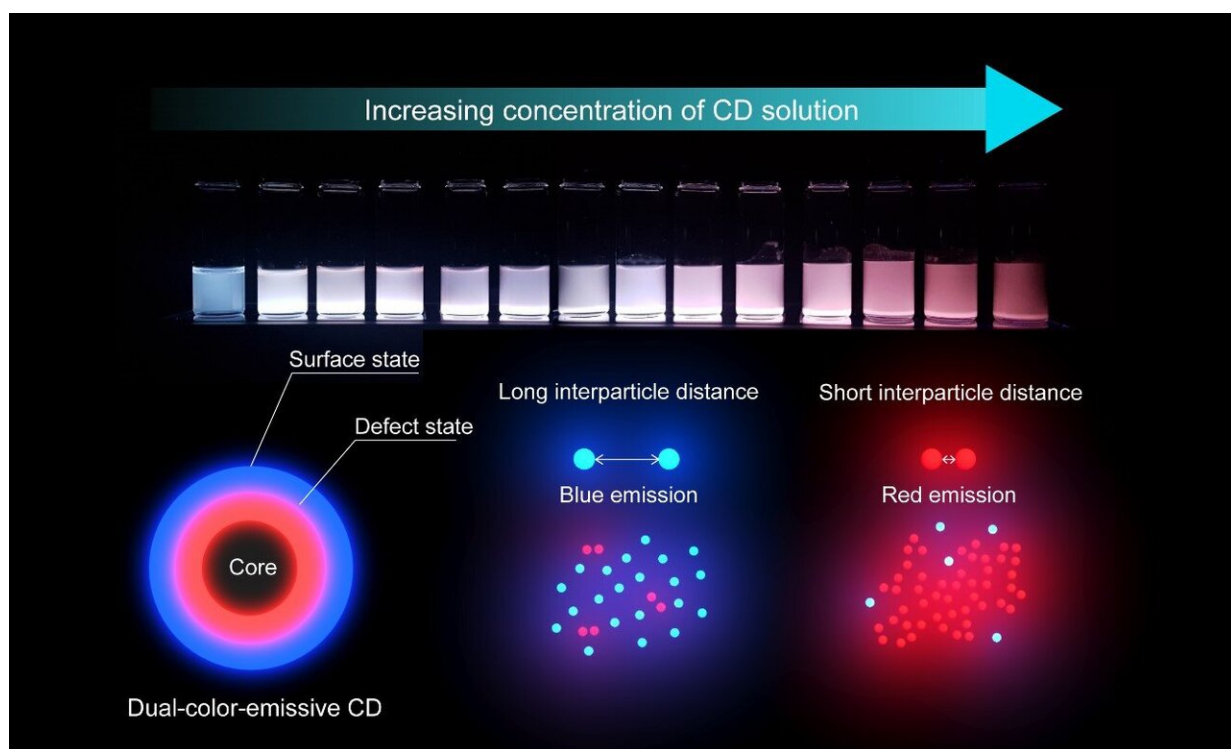 Increasing concentration of CD solution
Surface state
Defect state
Core
Dual-color-emissive CD
Long interparticle distance
Blue emission
Short interparticle distance
Red emission